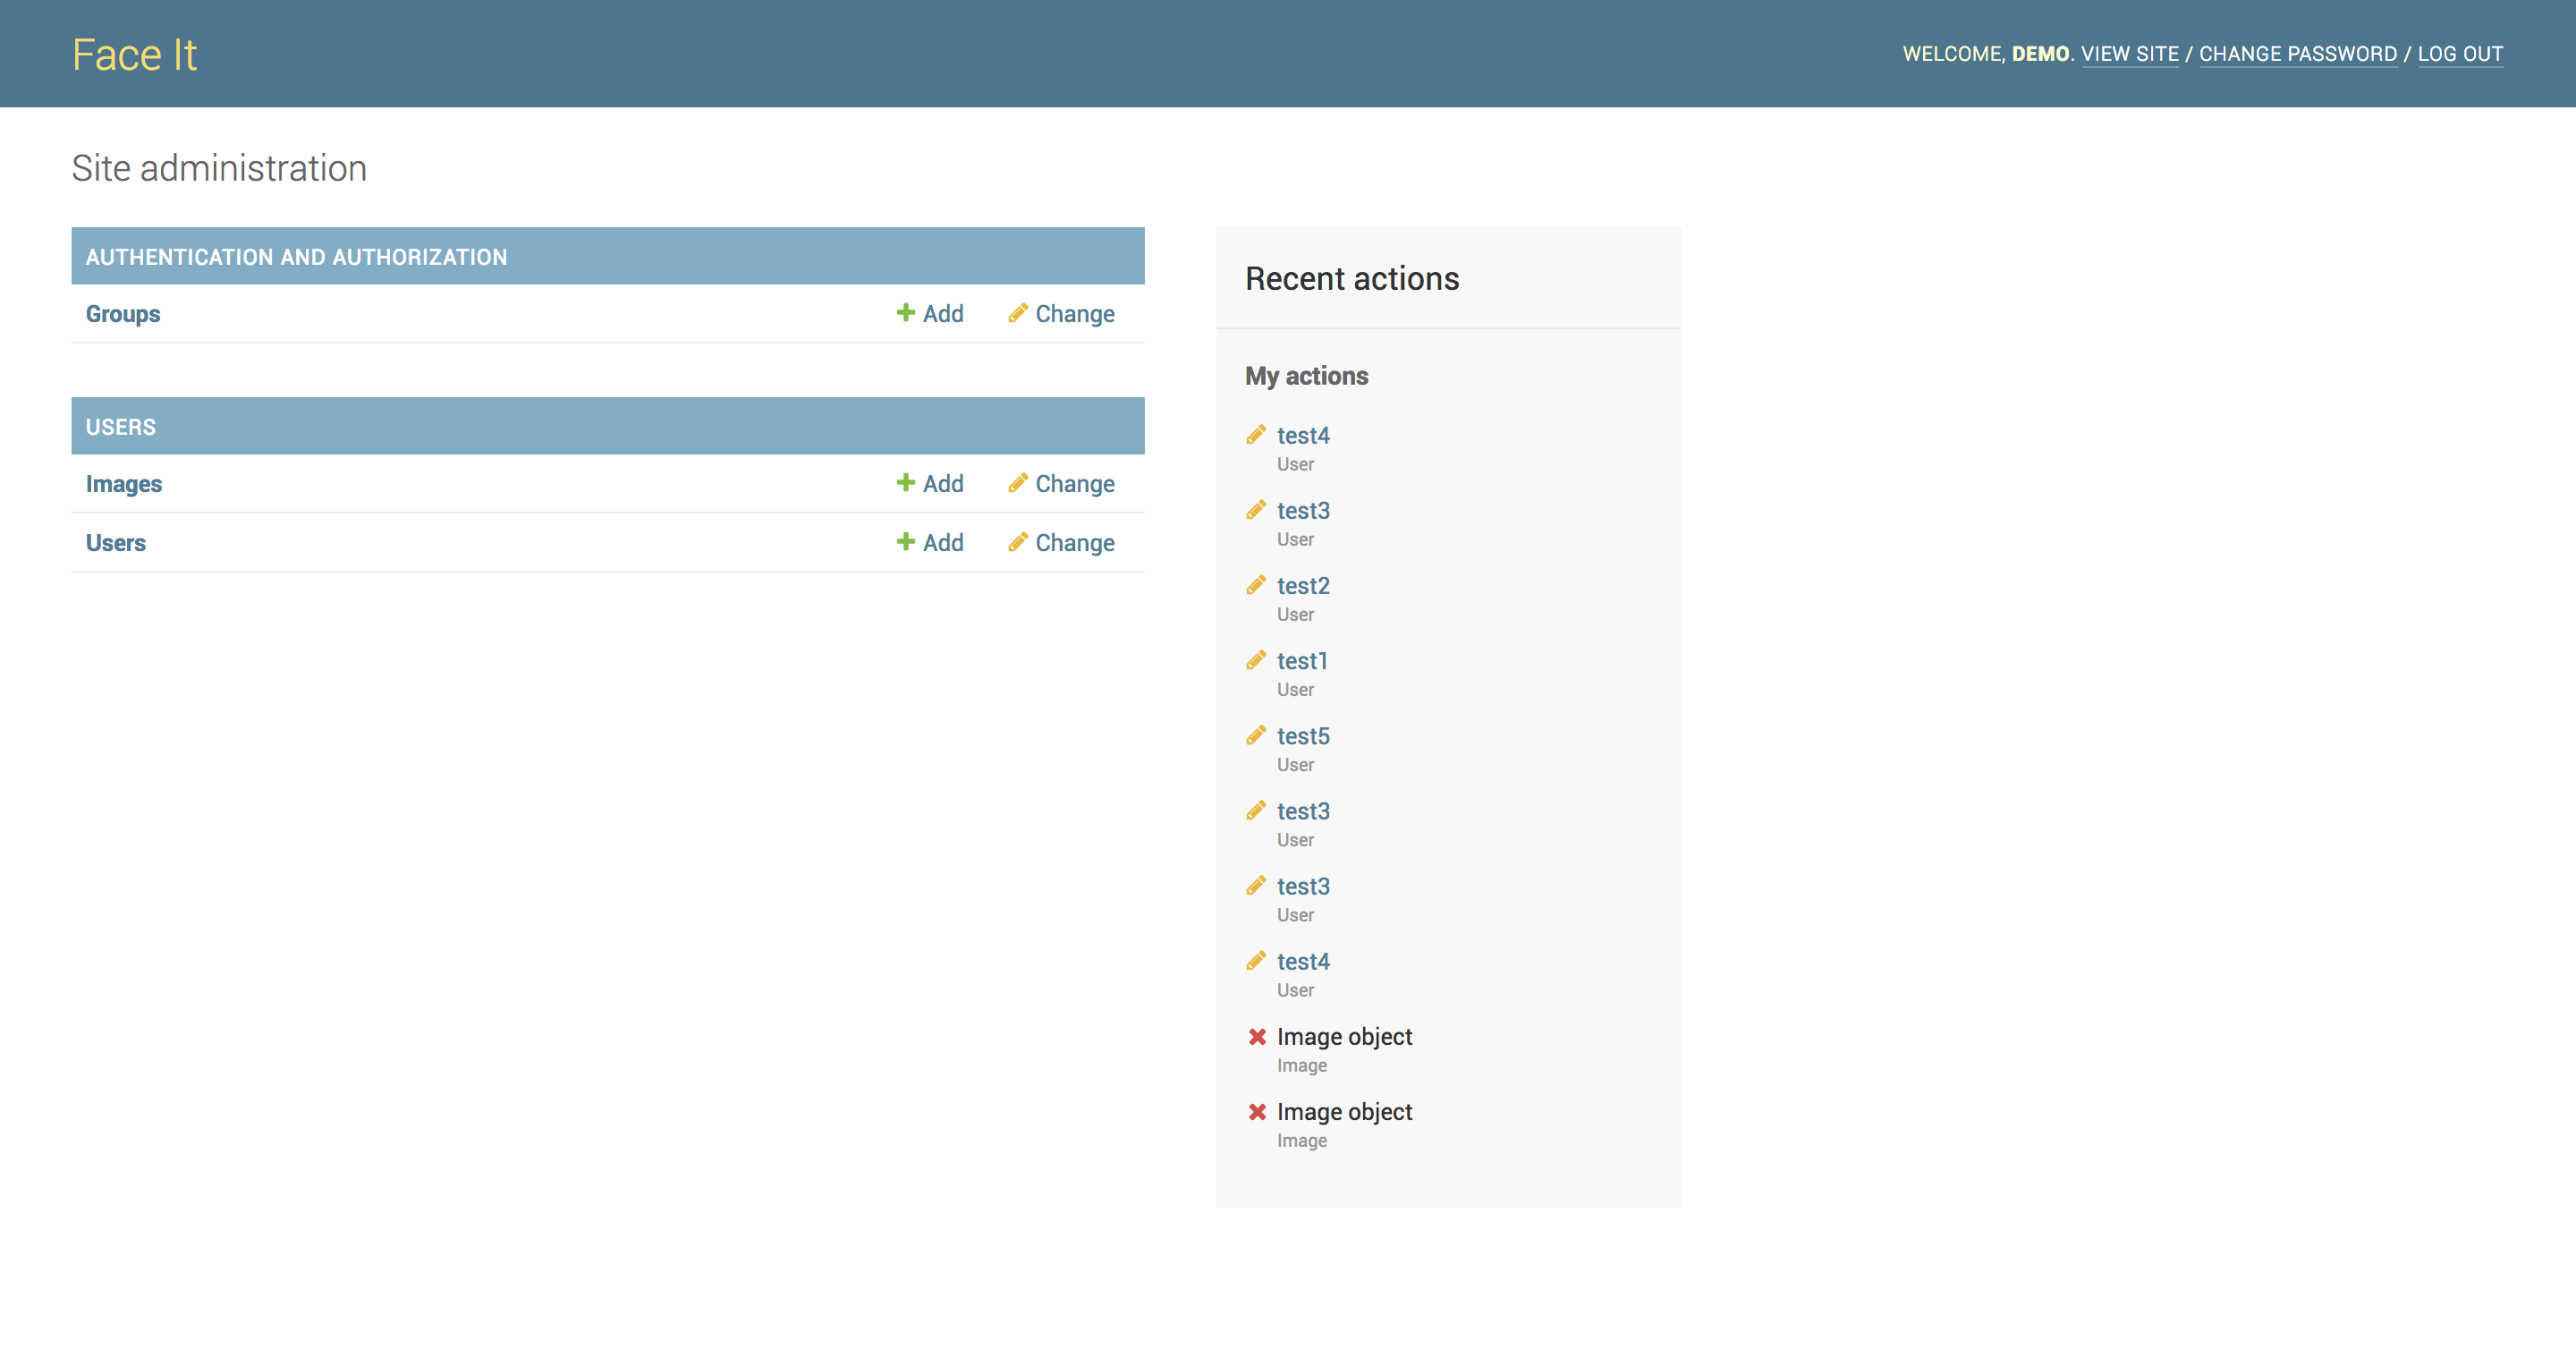 Face It
WELCOME, DEMO. VIEW SITE / CHANGE PASSWORD / LOG OUT
Site administration
AUTHENTICATION AND AUTHORIZATION
Groups Add Change
USERS
Images Add Change
Users Add Change
Recent actions
My actions
test4
User
test3
User
test2
User
test1
User
test5
User
test3
User
test3
User
test4
User
Image object
Image
Image object
Image